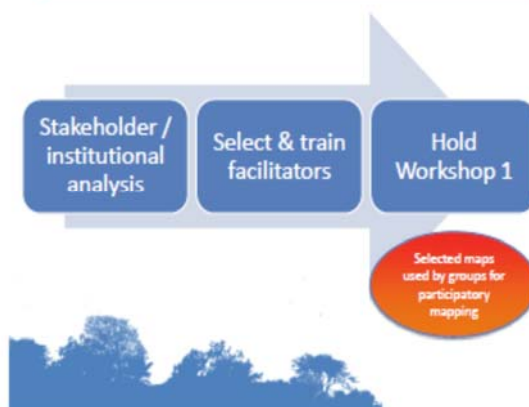 Stakeholder /
institutional
analysis
Select & train
facilitators
Hold
Workshop 1
Selected maps
used by groups for
participatory
mapping